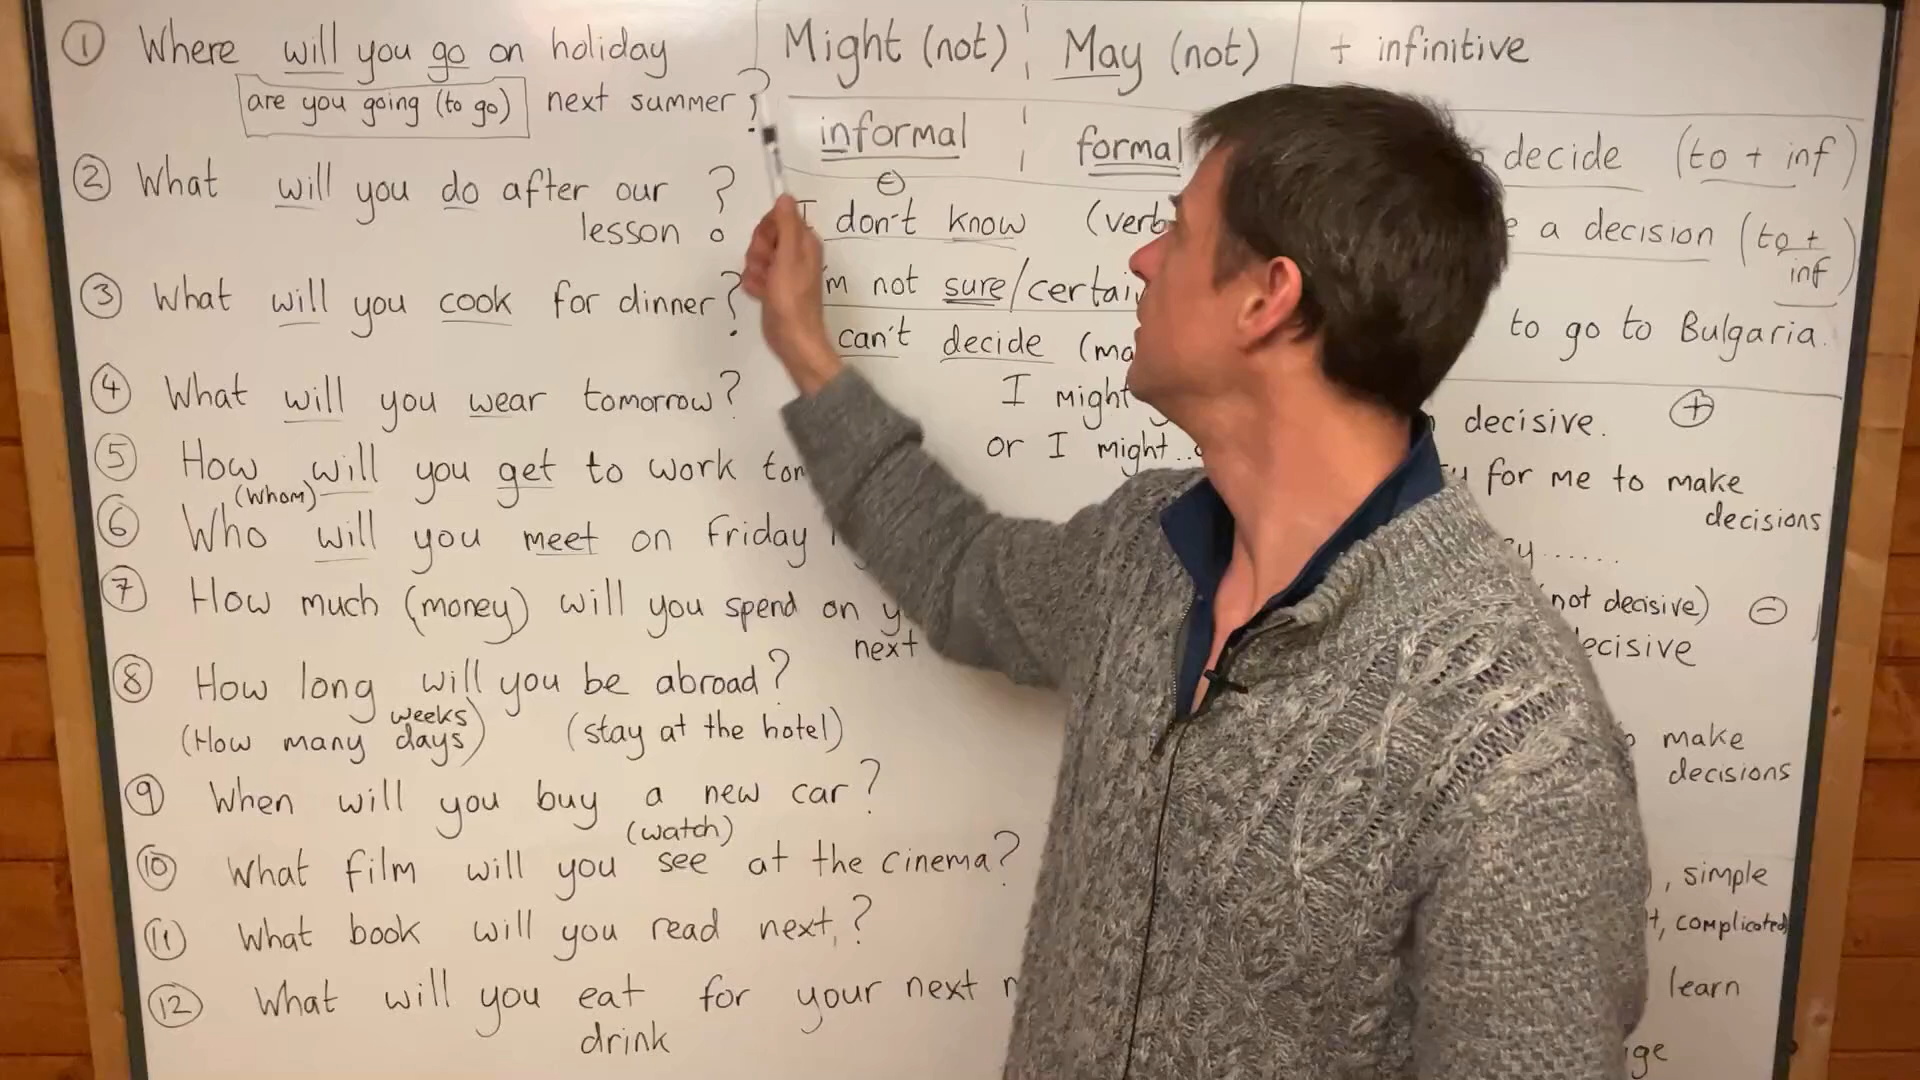 1 Where will you go on holiday
are you going (to go) next summer?
2 What will you do after our ?
lesson
3 What will you cook for dinner?
4 What will you wear tomorrow?
5 How will you get to work
(whom)
6 Who will you meet on Friday
7 How much (money) will you spend on
next
8 How long will you be abroad?
weeks
(How many days) (stay at the hotel)
9 When will you buy a new car?
(watch)
10 What film will you see at the cinema?
11 What book will you read next?
12 What will you eat for your next
drink
Might (not) May (not) + infinitive
informal formal
I don't know
not sure/
can't decide
I might
or I might..
decide (to + inf)
a decision (to + inf)
to go to Bulgaria.
decisive. +
for me to make
decisions
......
(not decisive) -
make
decisions
, simple
, complicated
learn